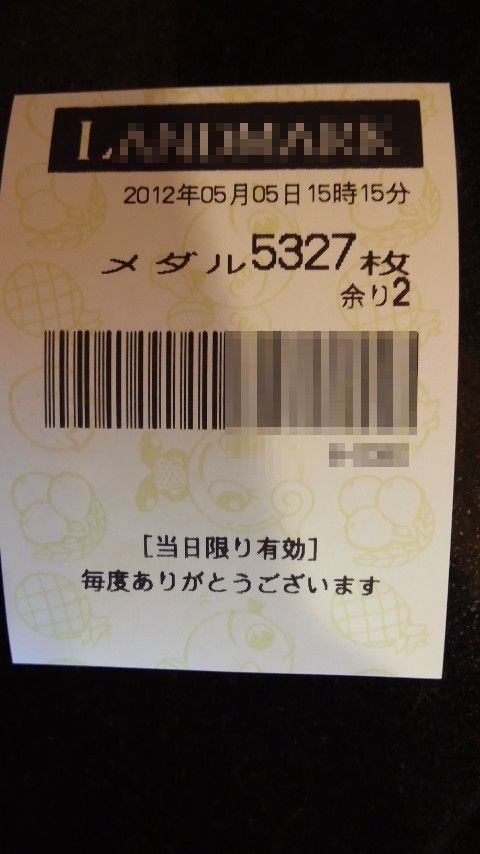 L
2012年05月05日15時15分
メダル5327枚
余り2
[当日限り有効]
毎度ありがとうございます